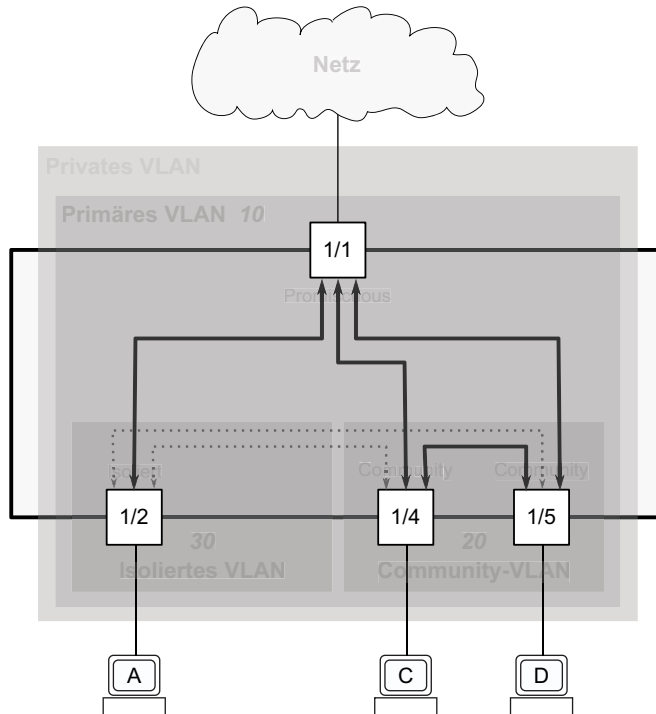 Netz
Privates VLAN
Primäres VLAN 10
1/1
Promiscuous
Isoliert
Community
Community
1/2
1/4
1/5
30
20
Isoliertes VLAN
Community-VLAN
A
C
D